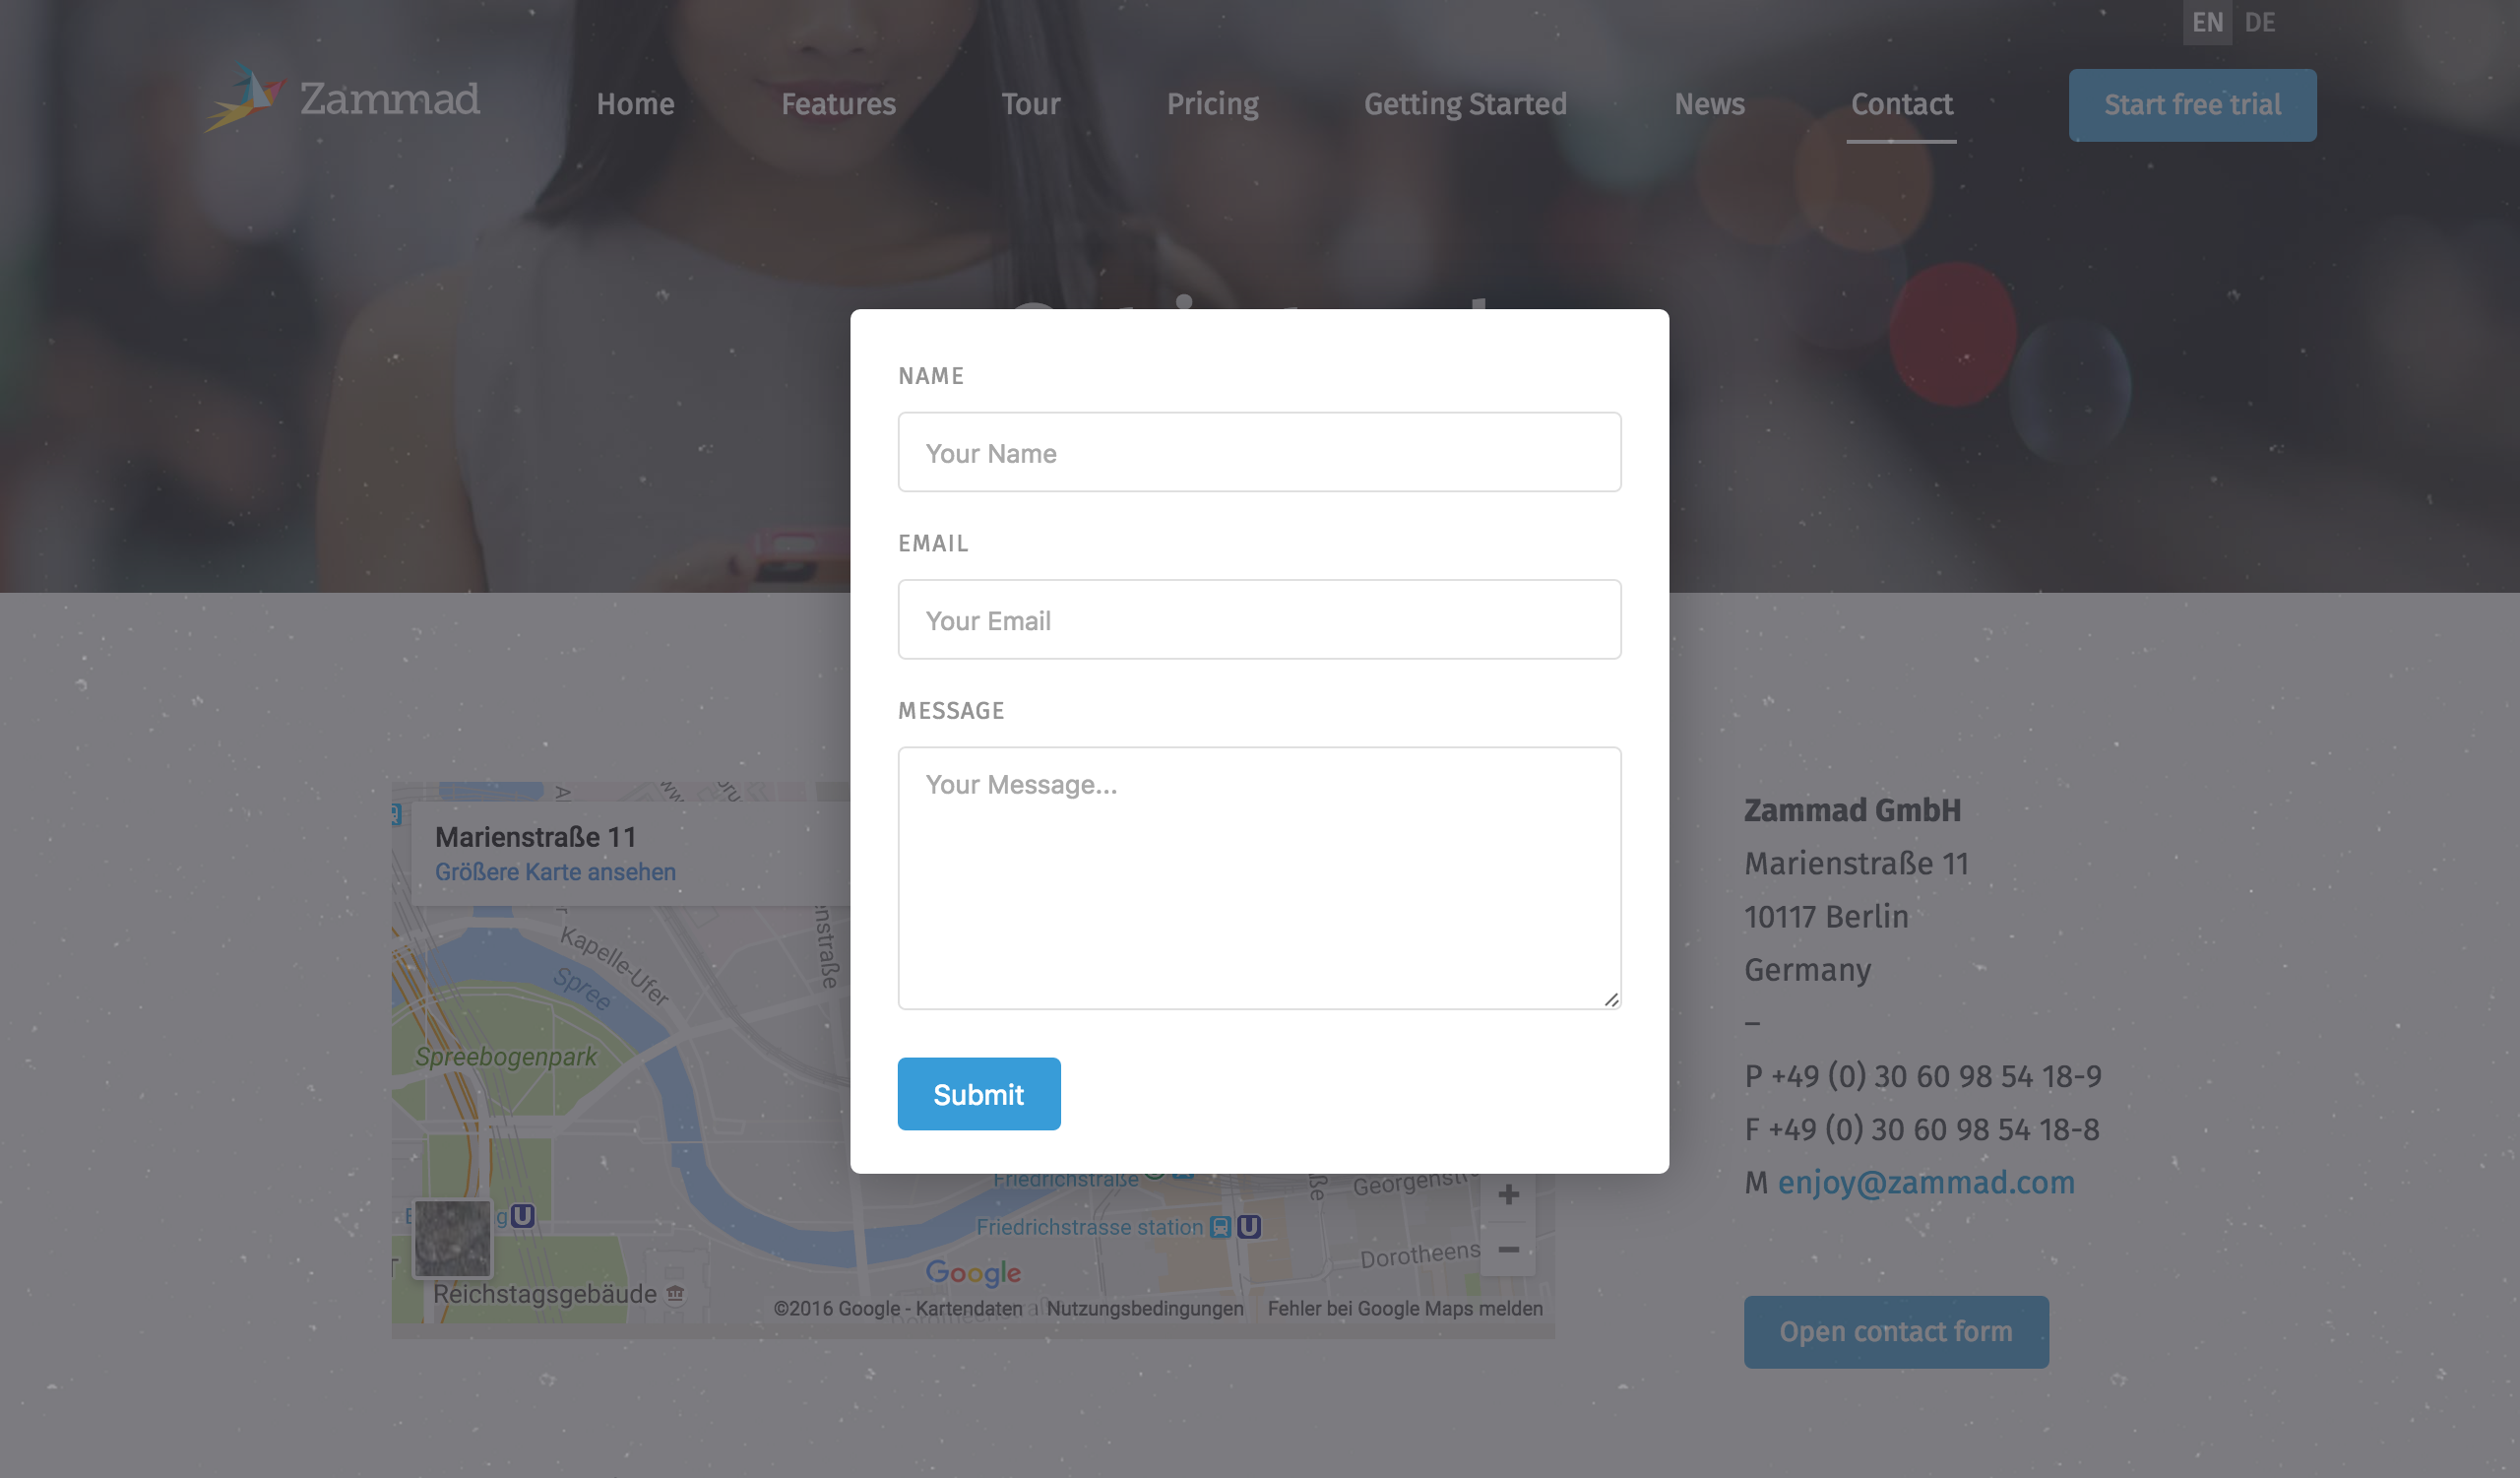 EN DE
Zammad Home Features Tour Pricing Getting Started News Contact Start free trial
NAME
Your Name
EMAIL
Your Email
MESSAGE
Your Message...
Submit
Marienstraße 11
Größere Karte ansehen
Kapelle-Ufer
Spree
Spreebogenpark
Friedrichstraße
Georgenstr
Friedrichstrasse station U
U
Dorotheens
Reichstagsgebäude
Google
©2016 Google - Kartendaten Nutzungsbedingungen Fehler bei Google Maps melden
Zammad GmbH
Marienstraße 11
10117 Berlin
Germany
–
P +49 (0) 30 60 98 54 18-9
F +49 (0) 30 60 98 54 18-8
M enjoy@zammad.com
Open contact form